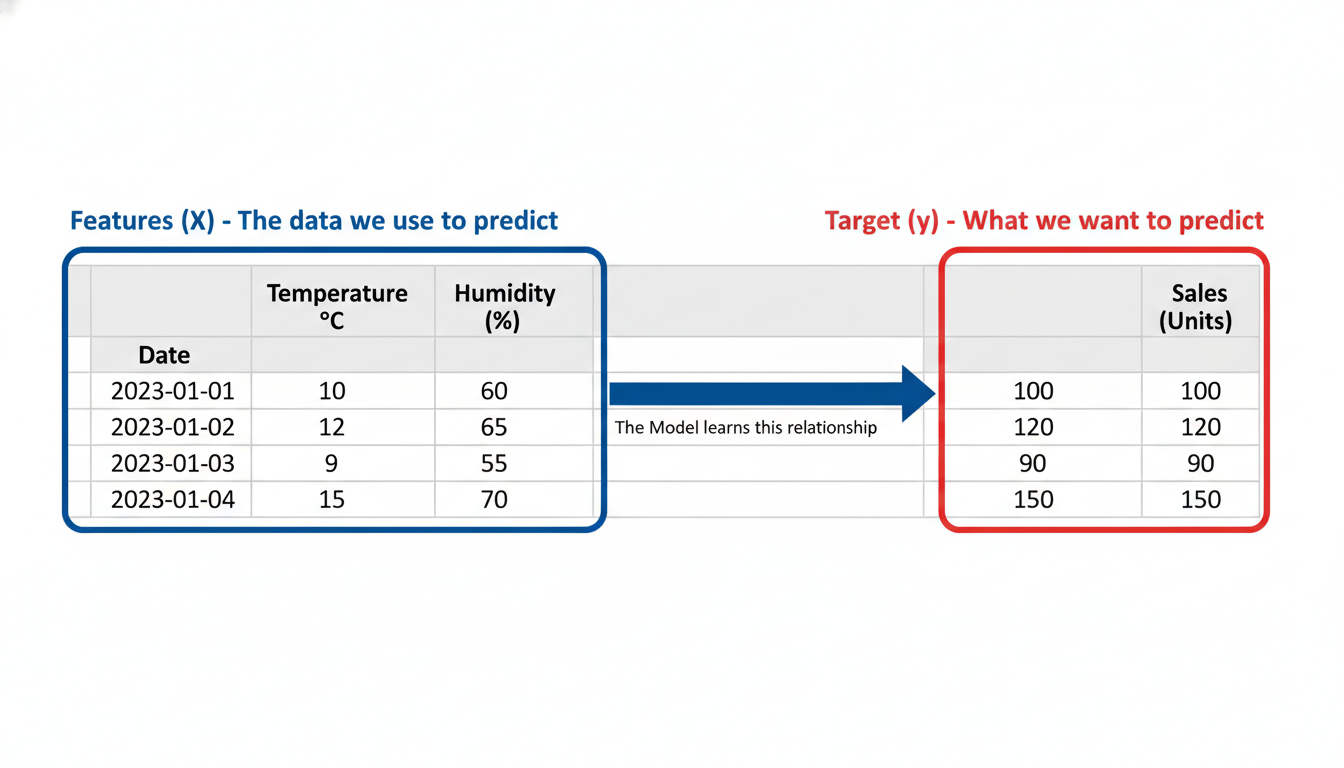 Features (X) - The data we use to predict
Target (y) - What we want to predict
Temperature
°C
Humidity
(%)
Sales
(Units)
Date
2023-01-01 10 60 100 100
The Model learns this relationship
2023-01-02 12 65 120 120
2023-01-03 9 55 90 90
2023-01-04 15 70 150 150